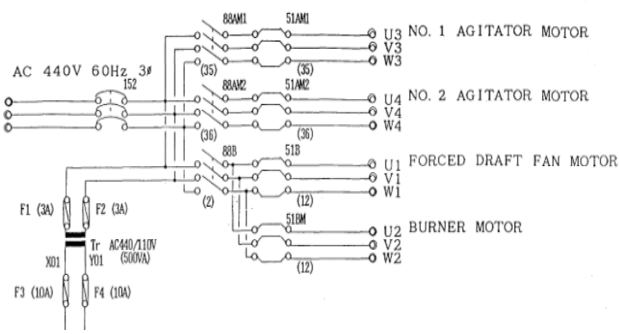 88AM1 51AM1
U3 NO. 1 AGITATOR MOTOR
V3
W3
(35) (35)
AC 440V 60Hz 3ø
152
88AM2 51AM2
U4 NO. 2 AGITATOR MOTOR
V4
W4
(36) (36)
88B 51B
U1 FORCED DRAFT FAN MOTOR
V1
W1
(2) (12)
F1 (3A) F2 (3A)
51BM
U2 BURNER MOTOR
V2
W2
(12)
Tr AC440/110V
X01 Y01 (500VA)
F3 (10A) F4 (10A)